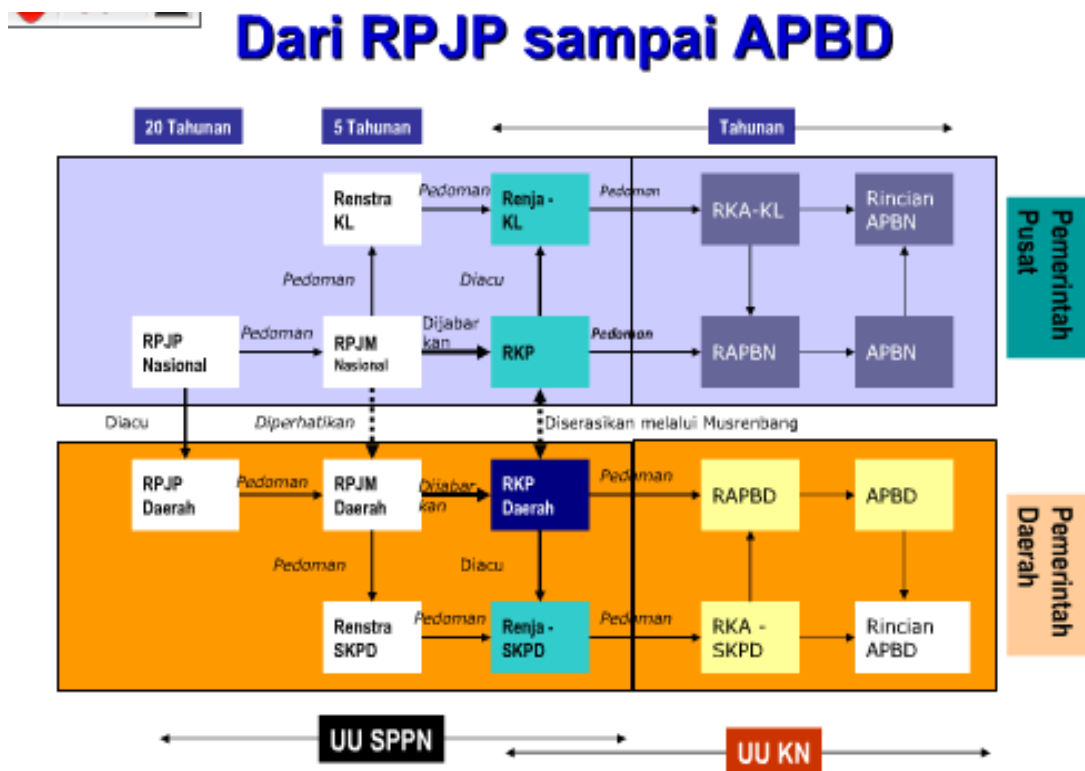 Dari RPJP sampai APBD
20 Tahunan
5 Tahunan
Tahunan
Renstra
KL
Pedoman
Renja -
KL
Pedoman
RKA-KL
Rincian
APBN
Pedoman
Diacu
RPJP
Nasional
Pedoman
RPJM
Nasional
Dijabar
kan
RKP
Pedoman
RAPBN
APBN
Pemerintah
Pusat
Diacu
Diperhatikan
Diserasikan melalui Musrenbang
RPJP
Daerah
Pedoman
RPJM
Daerah
Dijabar
kan
RKP
Daerah
Pedoman
RAPBD
APBD
Pedoman
Diacu
Renstra
SKPD
Pedoman
Renja -
SKPD
Pedoman
RKA -
SKPD
Rincian
APBD
Pemerintah
Daerah
UU SPPN
UU KN